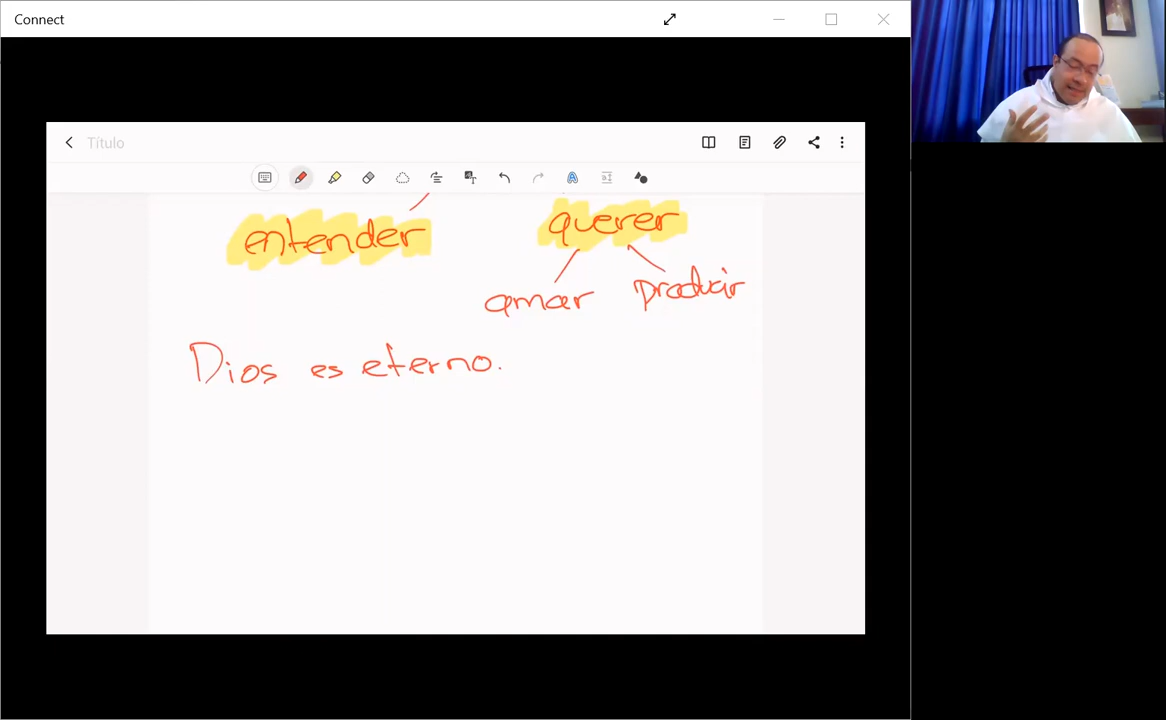 Connect
Título
entender querer
amar producir
Dios es eterno.